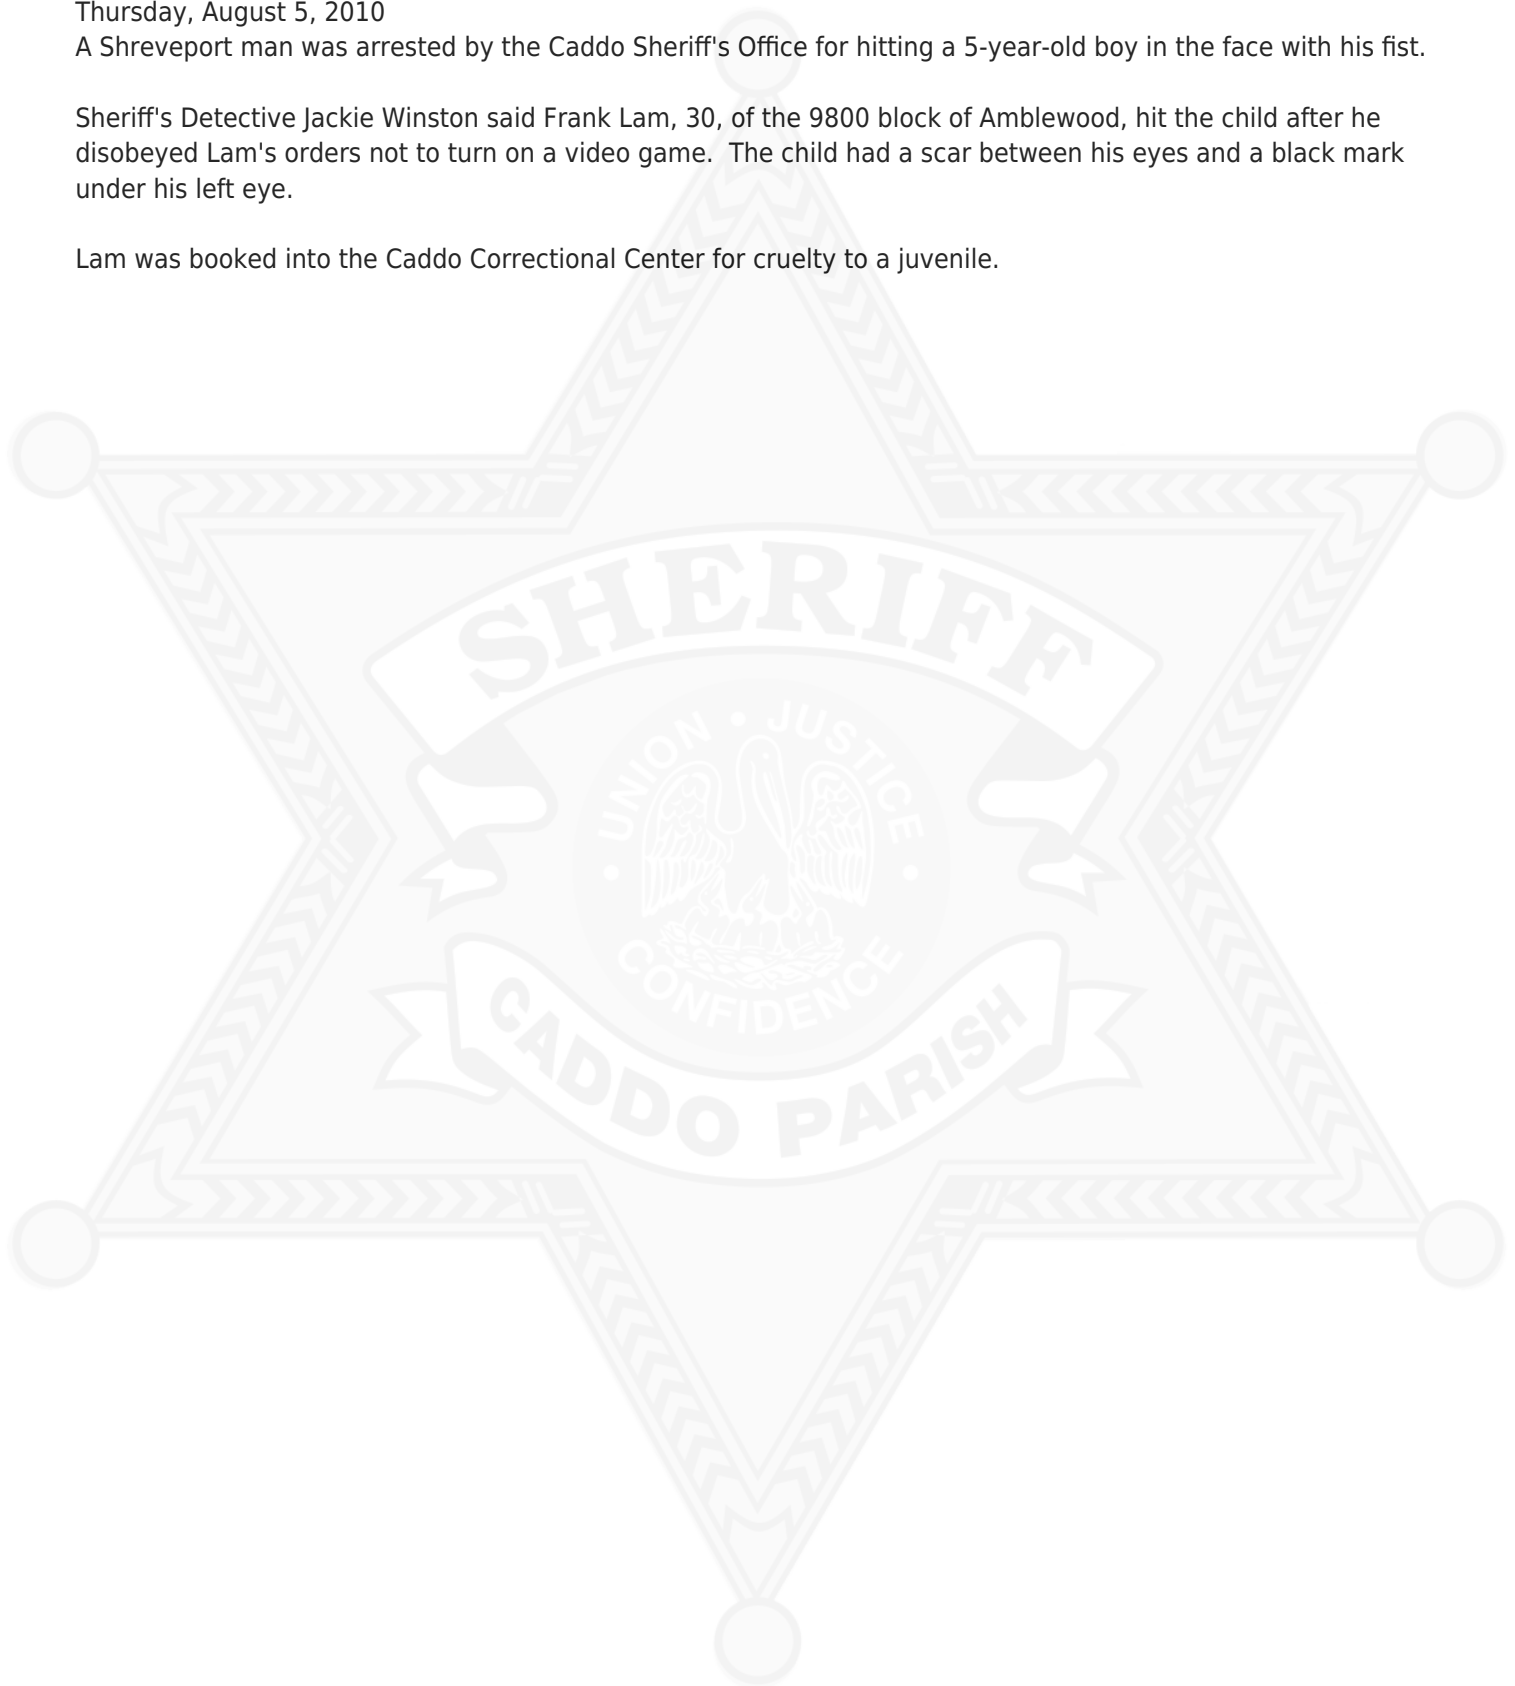 Thursday, August 5, 2010
A Shreveport man was arrested by the Caddo Sheriff's Office for hitting a 5-year-old boy in the face with his fist.
Sheriff's Detective Jackie Winston said Frank Lam, 30, of the 9800 block of Amblewood, hit the child after he
disobeyed Lam's orders not to turn on a video game.  The child had a scar between his eyes and a black mark
under his left eye.
Lam was booked into the Caddo Correctional Center for cruelty to a juvenile.
SHERIFF
UNION • JUSTICE
• CONFIDENCE •
CADDO PARISH